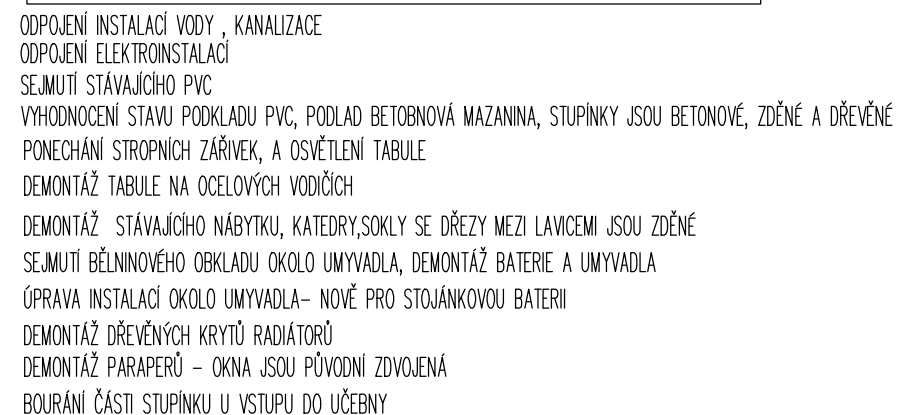 ODPOJENÍ INSTALACÍ VODY , KANALIZACE
ODPOJENÍ ELEKTROINSTALACÍ
SEJMUTÍ STÁVAJÍCÍHO PVC
VYHODNOCENÍ STAVU PODKLADU PVC, PODLAD BETOBNOVÁ MAZANINA, STUPÍNKY JSOU BETONOVÉ, ZDĚNÉ A DŘEVĚNÉ
PONECHÁNÍ STROPNÍCH ZÁŘIVEK, A OSVĚTLENÍ TABULE
DEMONTÁŽ TABULE NA OCELOVÝCH VODIČÍCH
DEMONTÁŽ STÁVAJÍCÍHO NÁBYTKU, KATEDRY,SOKLY SE DŘEZY MEZI LAVICEMI JSOU ZDĚNÉ
SEJMUTÍ BĚLNINOVÉHO OBKLADU OKOLO UMYVADLA, DEMONTÁŽ BATERIE A UMYVADLA
ÚPRAVA INSTALACÍ OKOLO UMYVADLA– NOVĚ PRO STOJÁNKOVOU BATERII
DEMONTÁŽ DŘEVĚNÝCH KRYTŮ RADIÁTORŮ
DEMONTÁŽ PARAPERŮ – OKNA JSOU PŮVODNÍ ZDVOJENÁ
BOURÁNÍ ČÁSTI STUPÍNKU U VSTUPU DO UČEBNY